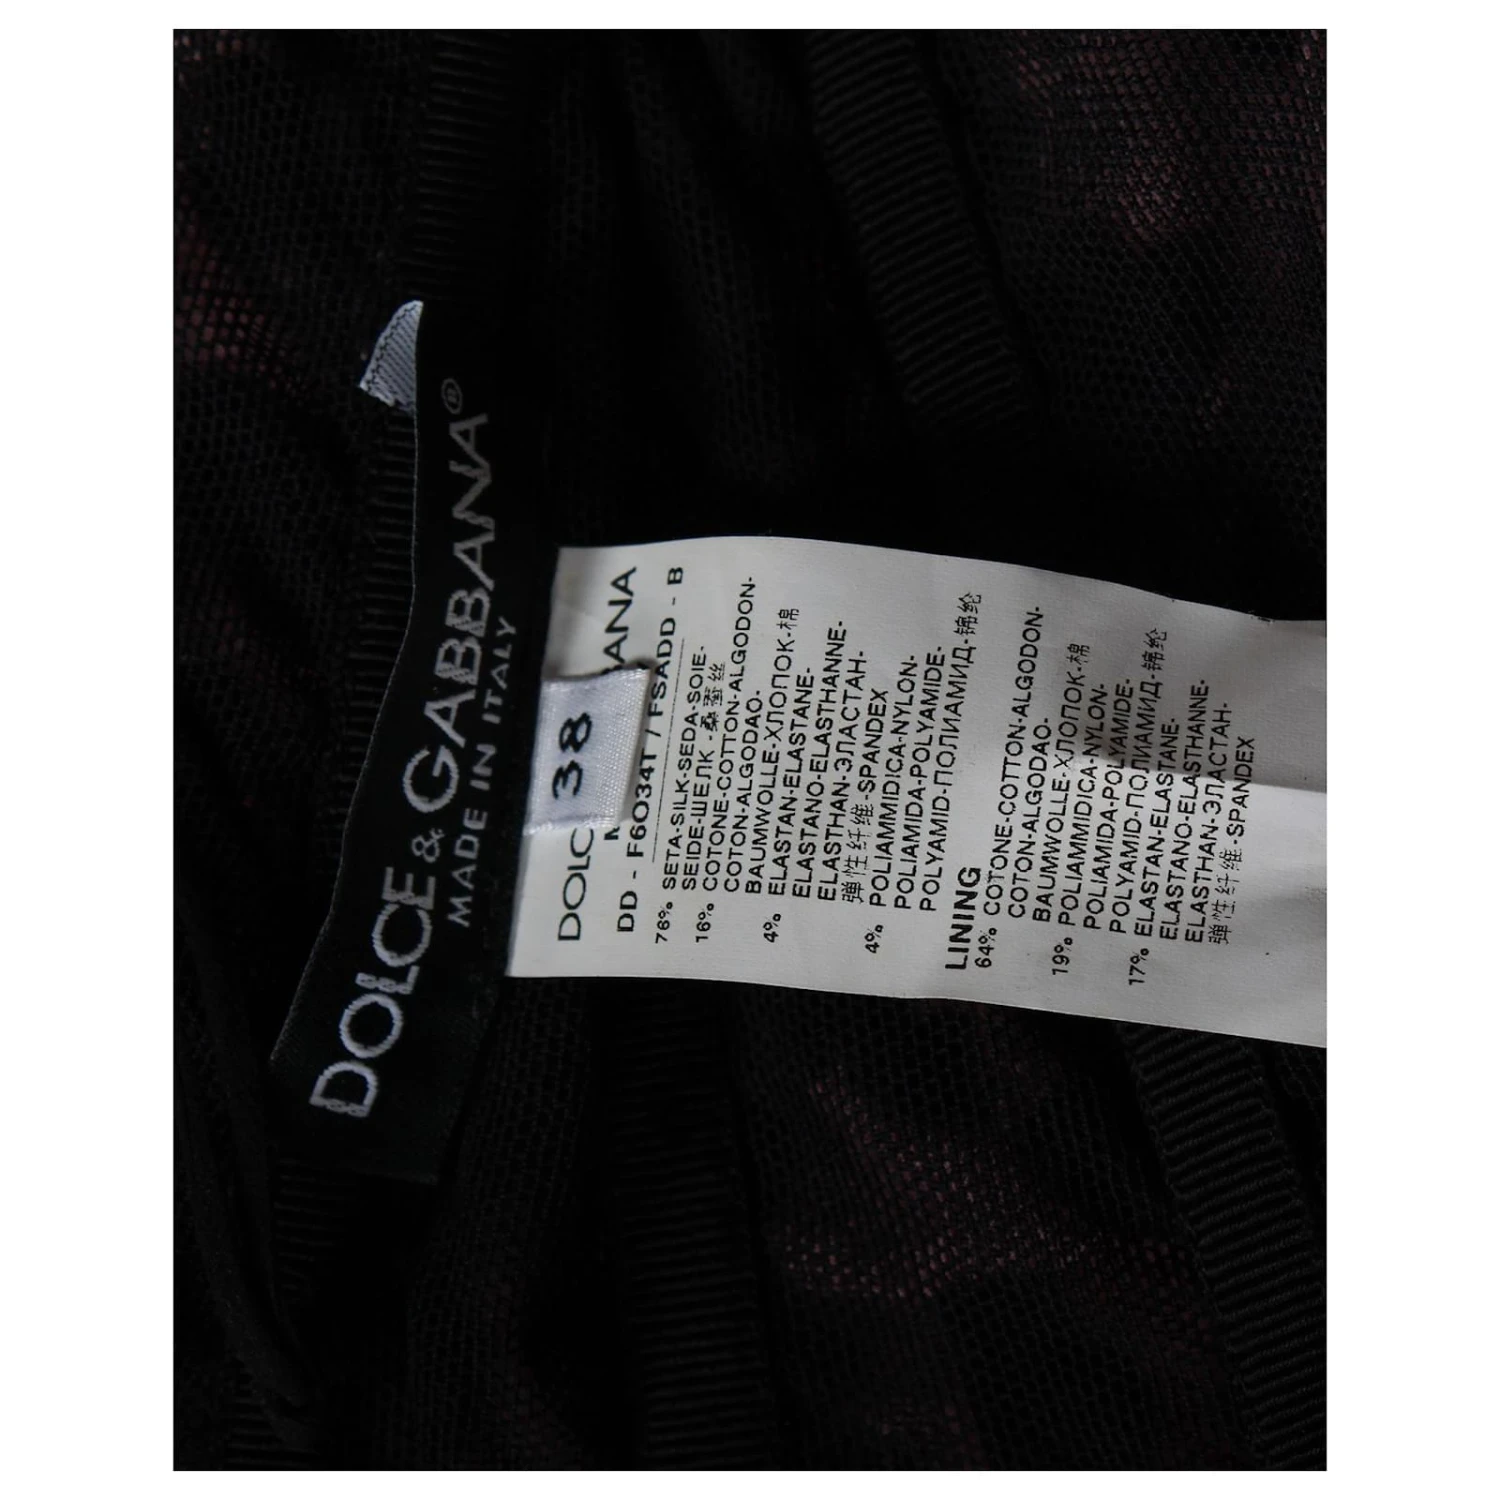 DOLCE & GABBANA®
MADE IN ITALY
38
DOLC ANA
DD - F6O34T / FSADD - B
76% SETA-SILK-SEDA-SOIE-
SEIDE-ШЕЛК -桑蚕丝
16% COTONE-COTTON-ALGODON-
COTON-ALGODAO-
BAUMWOLLE-ХЛОПОК-棉
4% ELASTAN-ELASTANE-
ELASTANO-ELASTHANNE-
ELASTHAN-ЭЛАСТАН-
弹性纤维-SPANDEX
4% POLIAMMIDICA-NYLON-
POLIAMIDA-POLYAMIDE-
POLYAMID-ПОЛИАМИД-锦纶
LINING
64% COTONE-COTTON-ALGODON-
COTON-ALGODAO-
BAUMWOLLE-ХЛОПОК-棉
19% POLIAMMIDICA-NYLON-
POLIAMIDA-POLYAMIDE-
POLYAMID-ПОЛИАМИД-锦纶
17% ELASTAN-ELASTANE-
ELASTANO-ELASTHANNE-
ELASTHAN-ЭЛАСТАН-
弹性纤维-SPANDEX